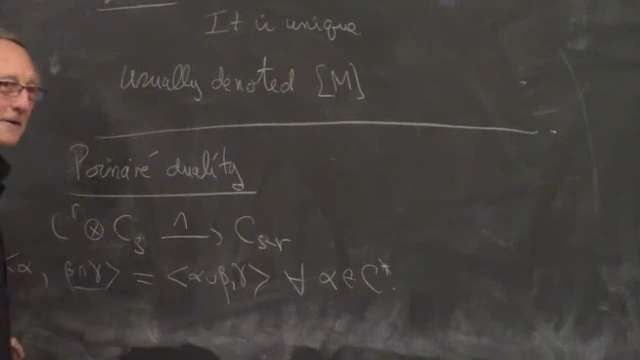 It is unique
usually denoted [M]
Poincaré duality
C^r ⊗ C_s ⟶^∩ C_{s-r}
<α, β∩γ> = <α∪β, γ> ∀ α ∈ C*.